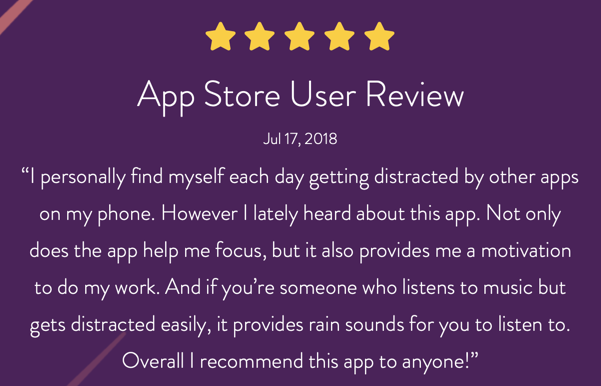 App Store User Review
Jul 17, 2018
“I personally find myself each day getting distracted by other apps
on my phone. However I lately heard about this app. Not only
does the app help me focus, but it also provides me a motivation
to do my work. And if you’re someone who listens to music but
gets distracted easily, it provides rain sounds for you to listen to.
Overall I recommend this app to anyone!”